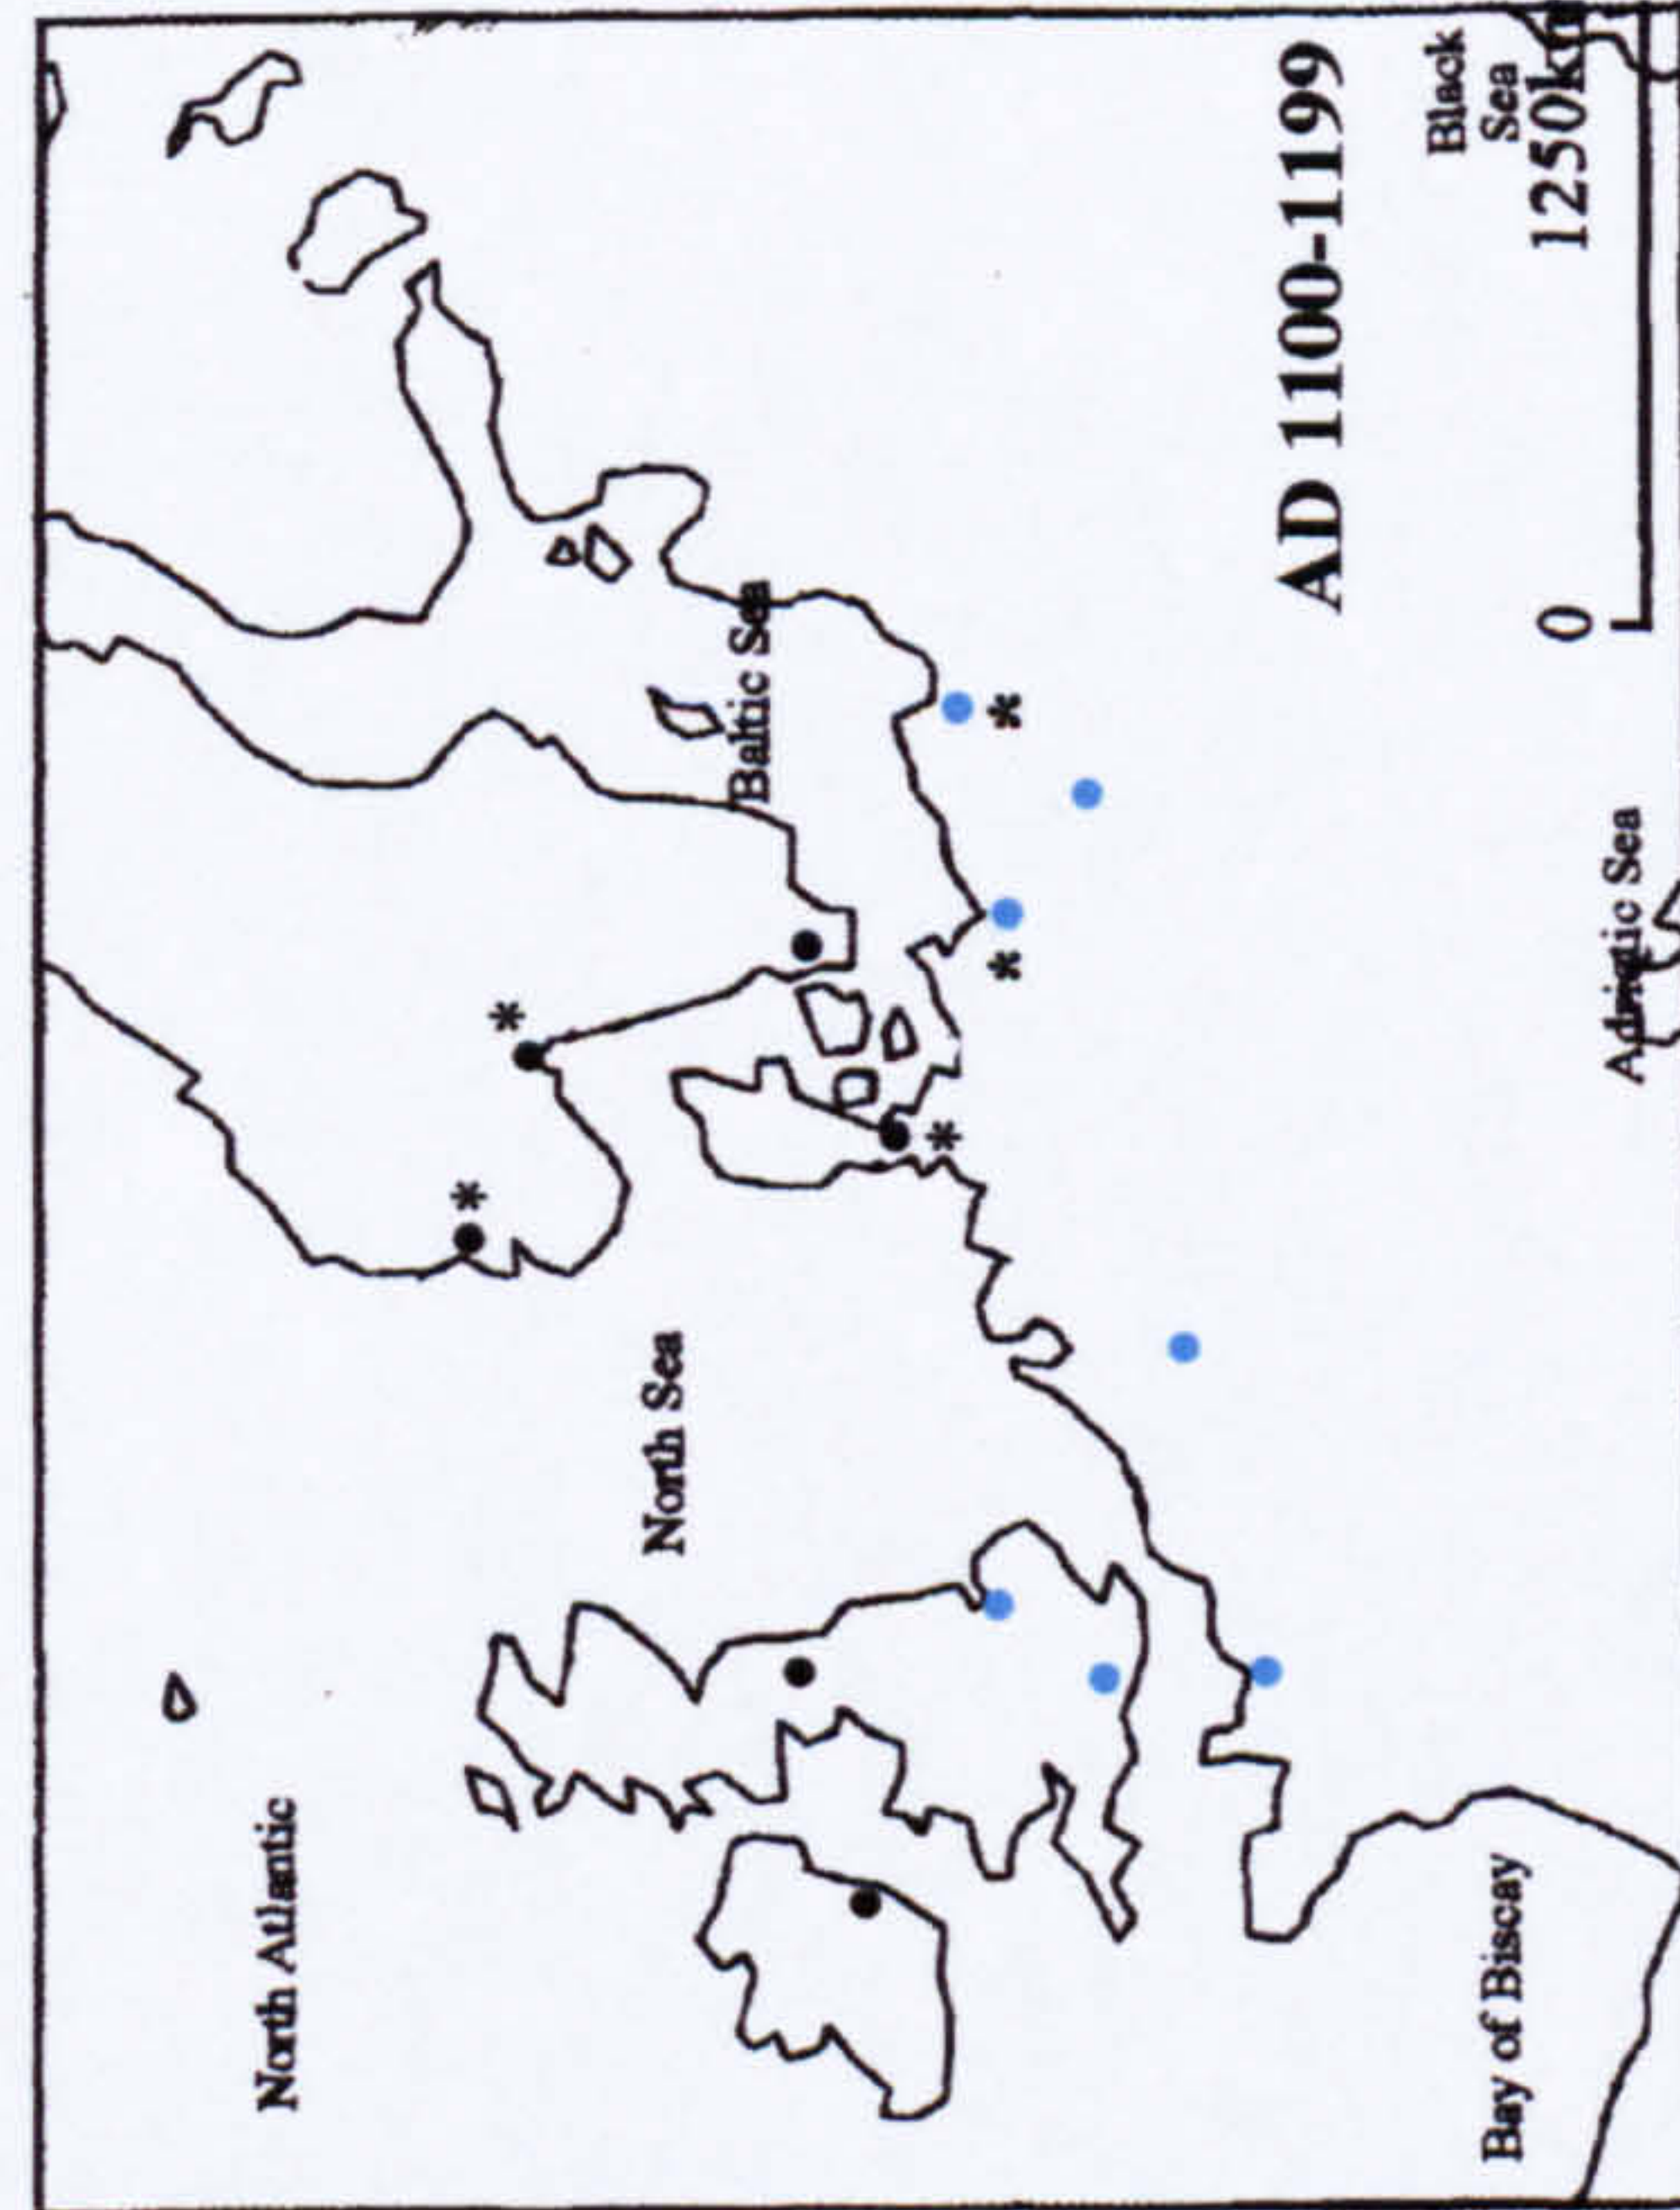 North Atlantic
North Sea
Baltic Sea
AD 1100-1199
Black
Sea
0
1250km
Adriatic Sea
Bay of Biscay
*
*
*
*
*